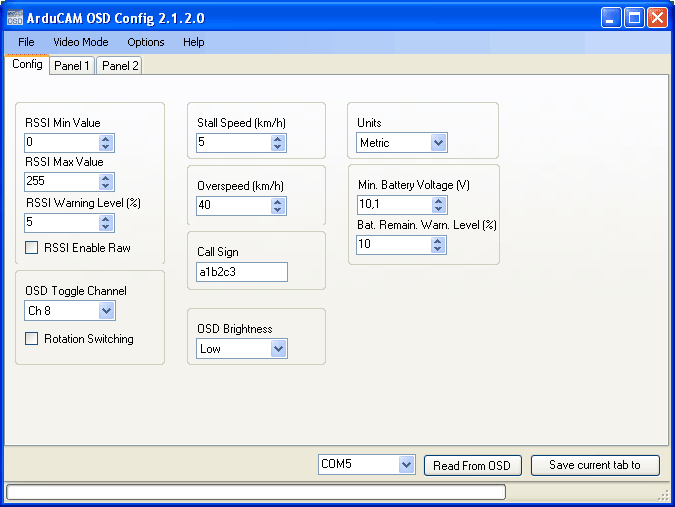 ArduCAM OSD Config 2.1.2.0
File Video Mode Options Help
Config Panel 1 Panel 2
RSSI Min Value
0
RSSI Max Value
255
RSSI Warning Level (%)
5
RSSI Enable Raw
OSD Toggle Channel
Ch 8
Rotation Switching
Stall Speed (km/h)
5
Overspeed (km/h)
40
Call Sign
a1b2c3
OSD Brightness
Low
Units
Metric
Min. Battery Voltage (V)
10,1
Bat. Remain. Warn. Level (%)
10
COM5 Read From OSD Save current tab to